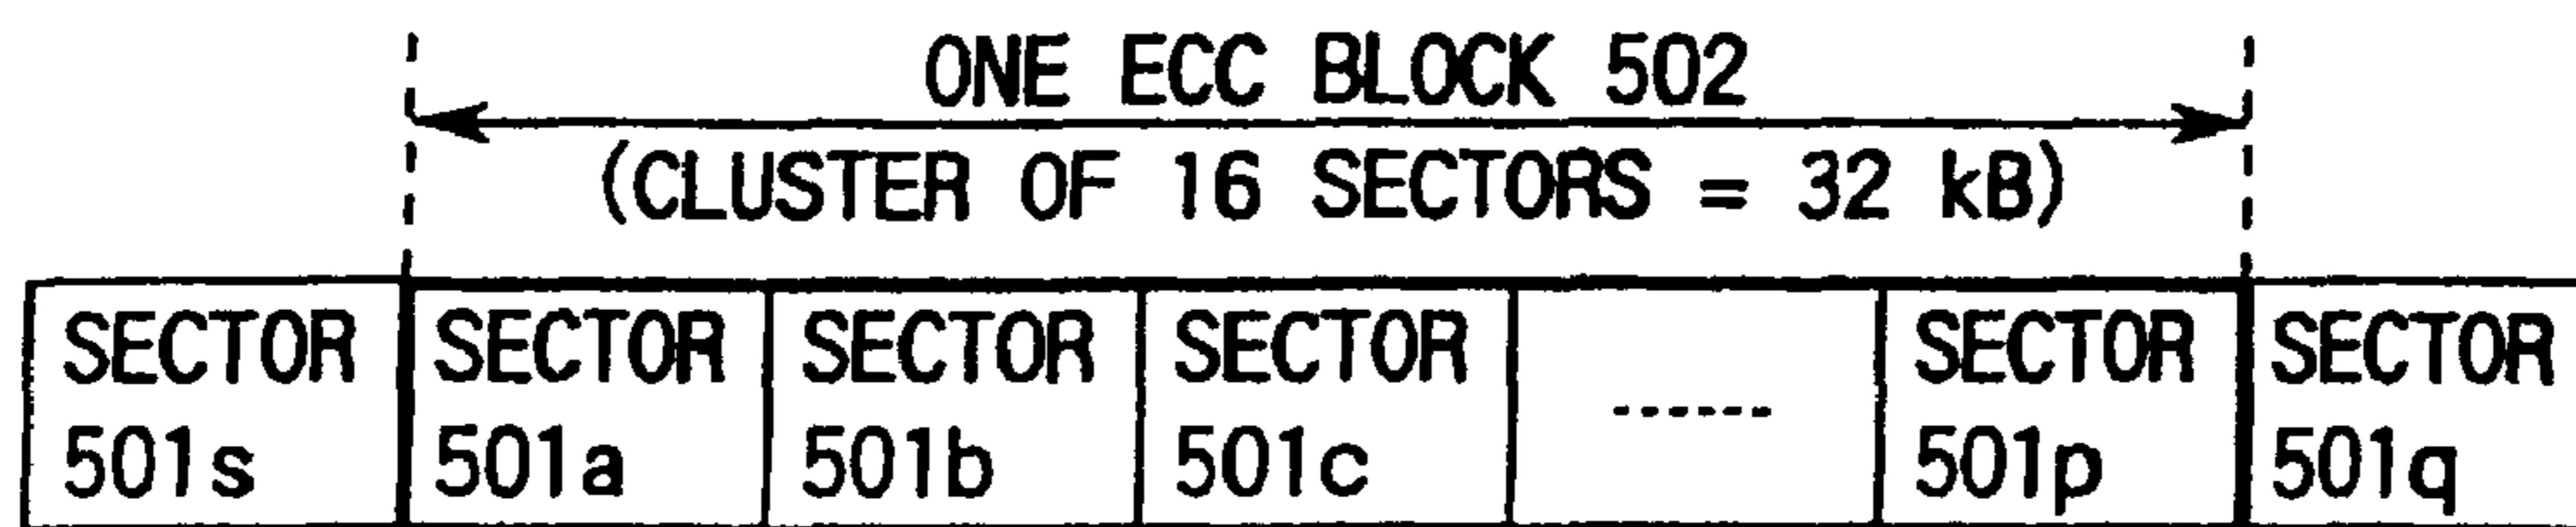 ONE ECC BLOCK 502
(CLUSTER OF 16 SECTORS = 32 kB)
SECTOR SECTOR SECTOR SECTOR ------ SECTOR SECTOR
501s 501a 501b 501c 501p 501q